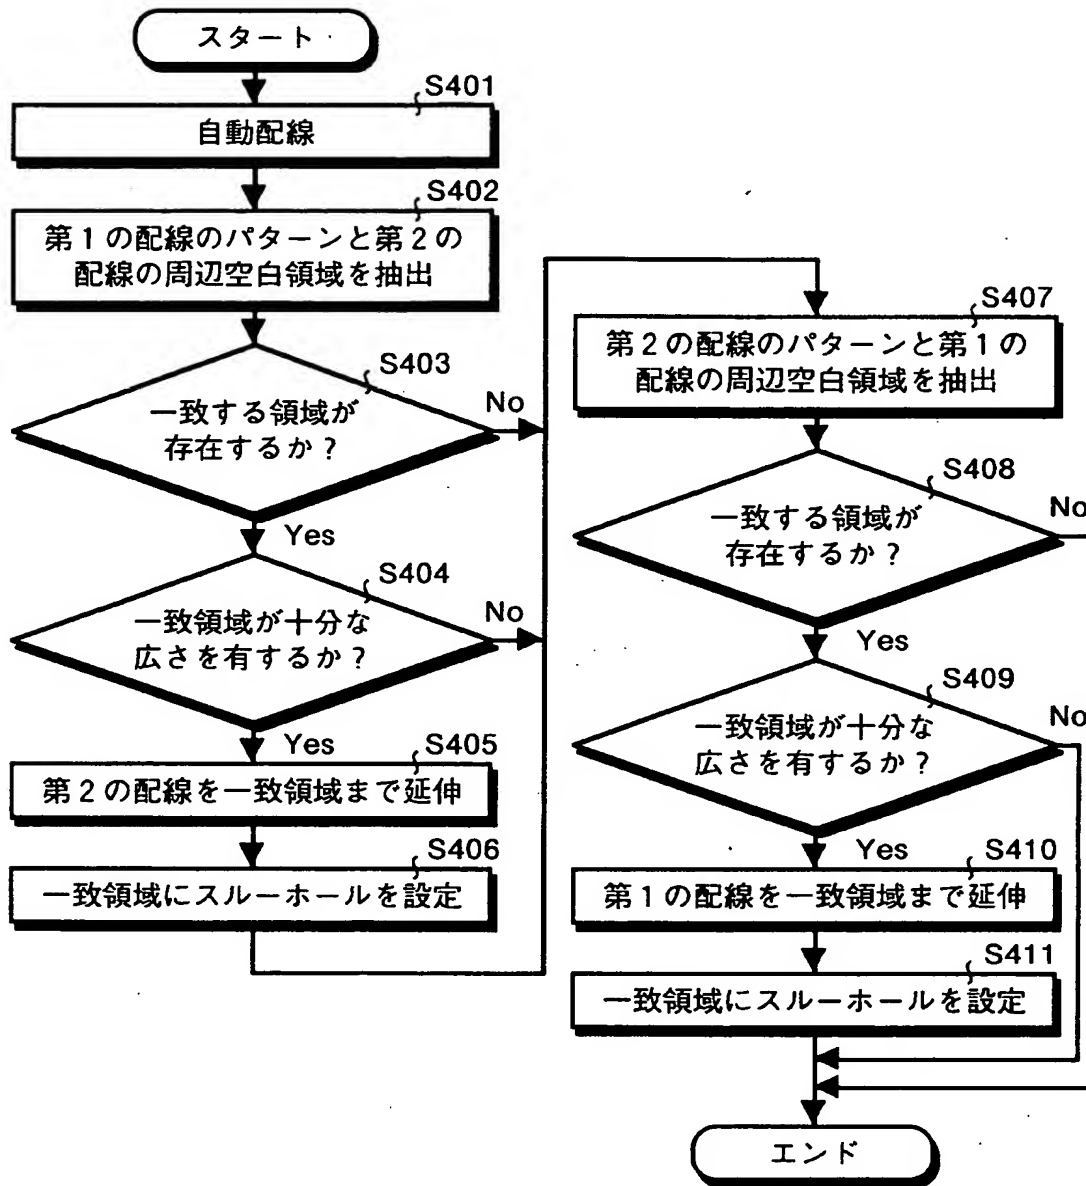 スタート
S401
自動配線
S402
第1の配線のパターンと第2の
配線の周辺空白領域を抽出
S403
一致する領域が
存在するか?
No
Yes
S404
一致領域が十分な
広さを有するか?
No
Yes
S405
第2の配線を一致領域まで延伸
S406
一致領域にスルーホールを設定
S407
第2の配線のパターンと第1の
配線の周辺空白領域を抽出
S408
一致する領域が
存在するか?
No
Yes
S409
一致領域が十分な
広さを有するか?
No
Yes
S410
第1の配線を一致領域まで延伸
S411
一致領域にスルーホールを設定
エンド